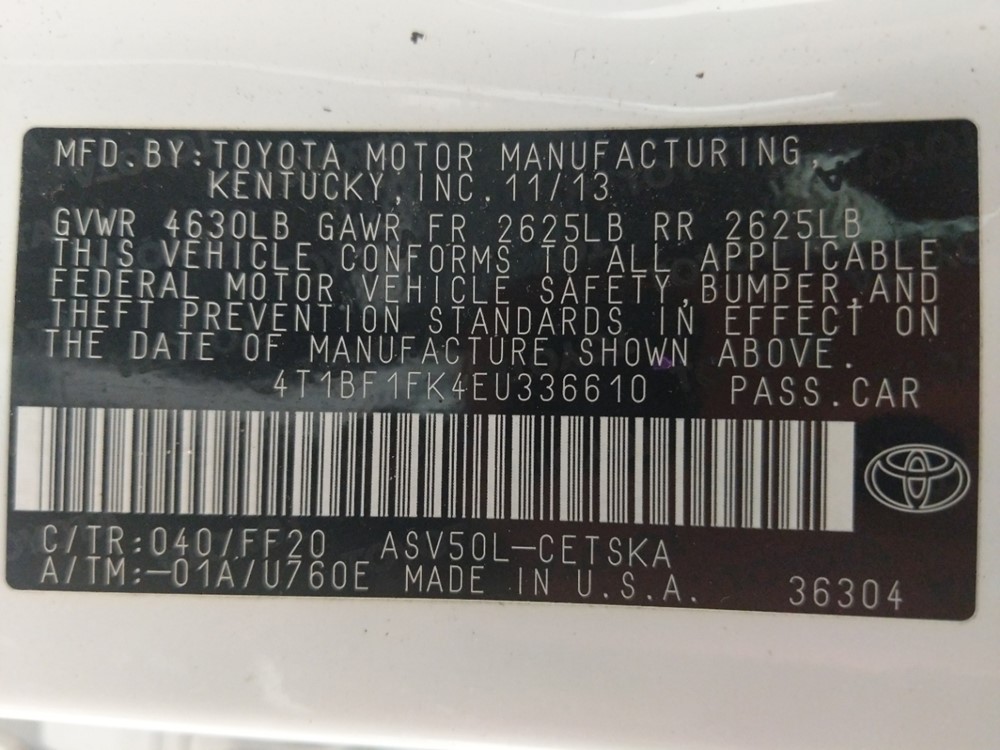 MFD.BY:TOYOTA MOTOR MANUFACTURING,
KENTUCKY,INC.11/13
GVWR 4630LB GAWR FR 2625LB RR 2625LB
THIS VEHICLE CONFORMS TO ALL APPLICABLE
FEDERAL MOTOR VEHICLE SAFETY,BUMPER,AND
THEFT PREVENTION STANDARDS IN EFFECT ON
THE DATE OF MANUFACTURE SHOWN ABOVE.
4T1BF1FK4EU336610 PASS.CAR
C/TR:040/FF20 ASV50L-CETSKA
A/TM:-01A/U760E MADE IN U.S.A. 36304